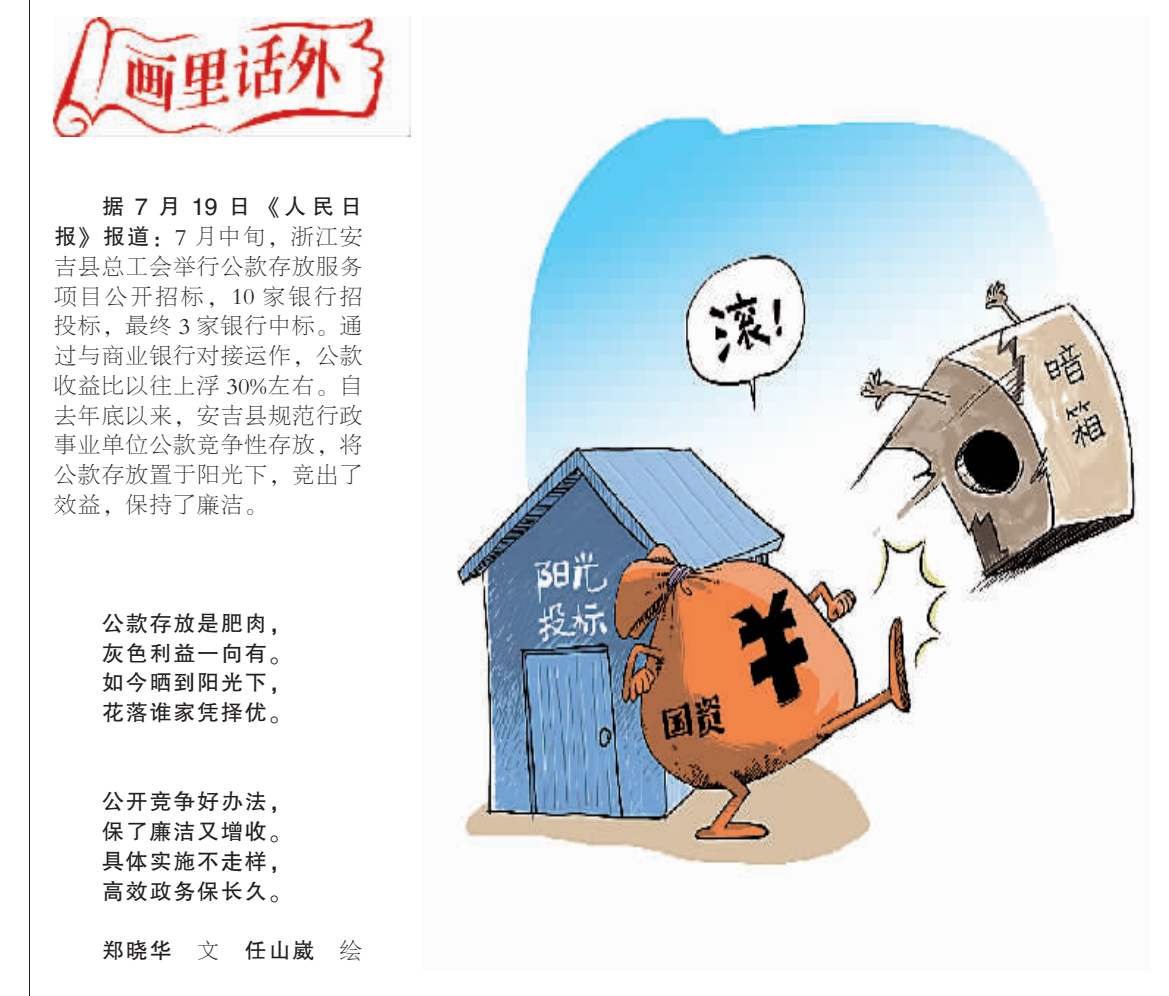 画里话外
据 7 月 19 日《人民日
报》报道：7 月中旬，浙江安
吉县总工会举行公款存放服务
项目公开招标，10 家银行招
投标，最终 3 家银行中标。通
过与商业银行对接运作，公款
收益比以往上浮 30%左右。自
去年底以来，安吉县规范行政
事业单位公款竞争性存放，将
公款存放置于阳光下，竞出了
效益，保持了廉洁。
公款存放是肥肉，
灰色利益一向有。
如今晒到阳光下，
花落谁家凭择优。
公开竞争好办法，
保了廉洁又增收。
具体实施不走样，
高效政务保长久。
郑晓华 文 任山崴 绘
滚！
暗
箱
阳光
投标
¥
国资